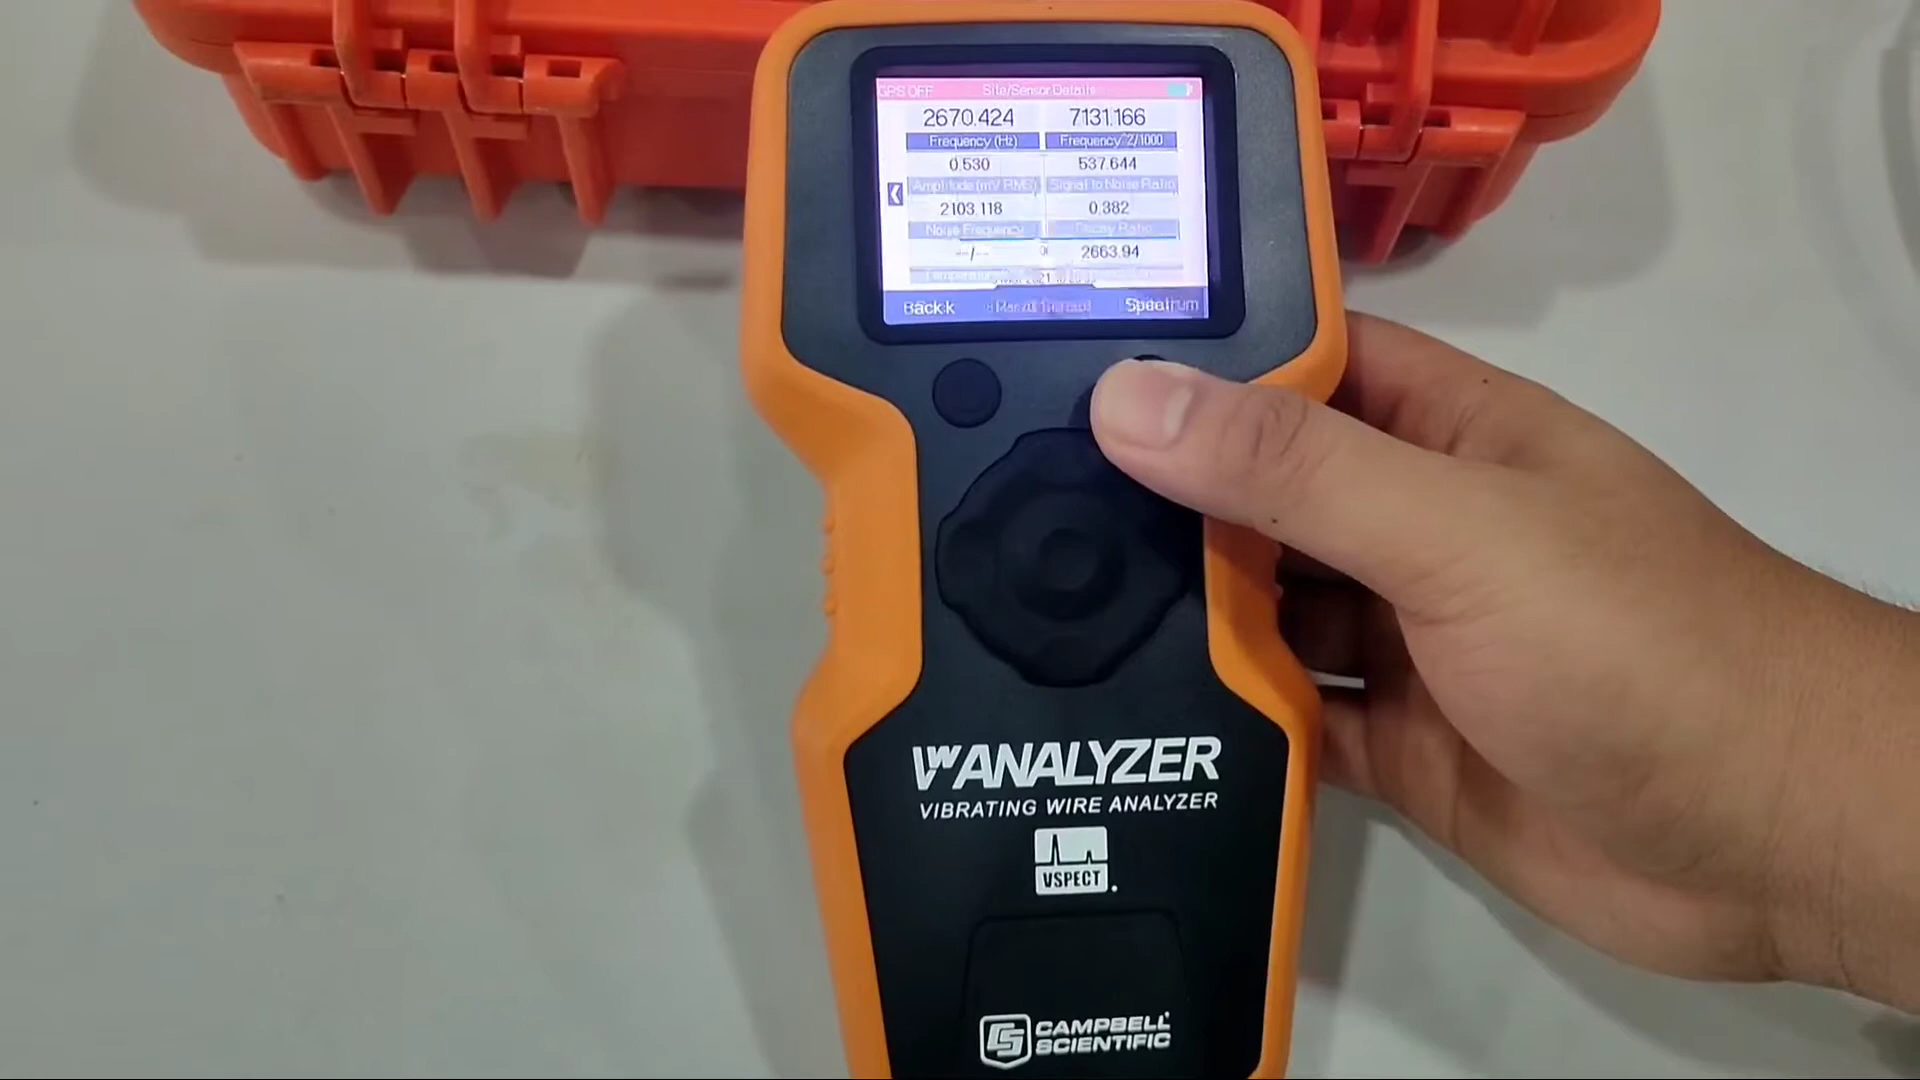 GPS OFF Site/Sensor Details
2670.424 7131.166
Frequency (Hz) Frequency^2/1000
0.530 537.644
Amplitude (mV RMS) Signal to Noise Ratio
2103.118 0.382
Noise Frequency Decay Ratio
--/-- 2663.94
Temperature
Back Spectrum
VWANALYZER
VIBRATING WIRE ANALYZER
VSPECT
CAMPBELL
SCIENTIFIC